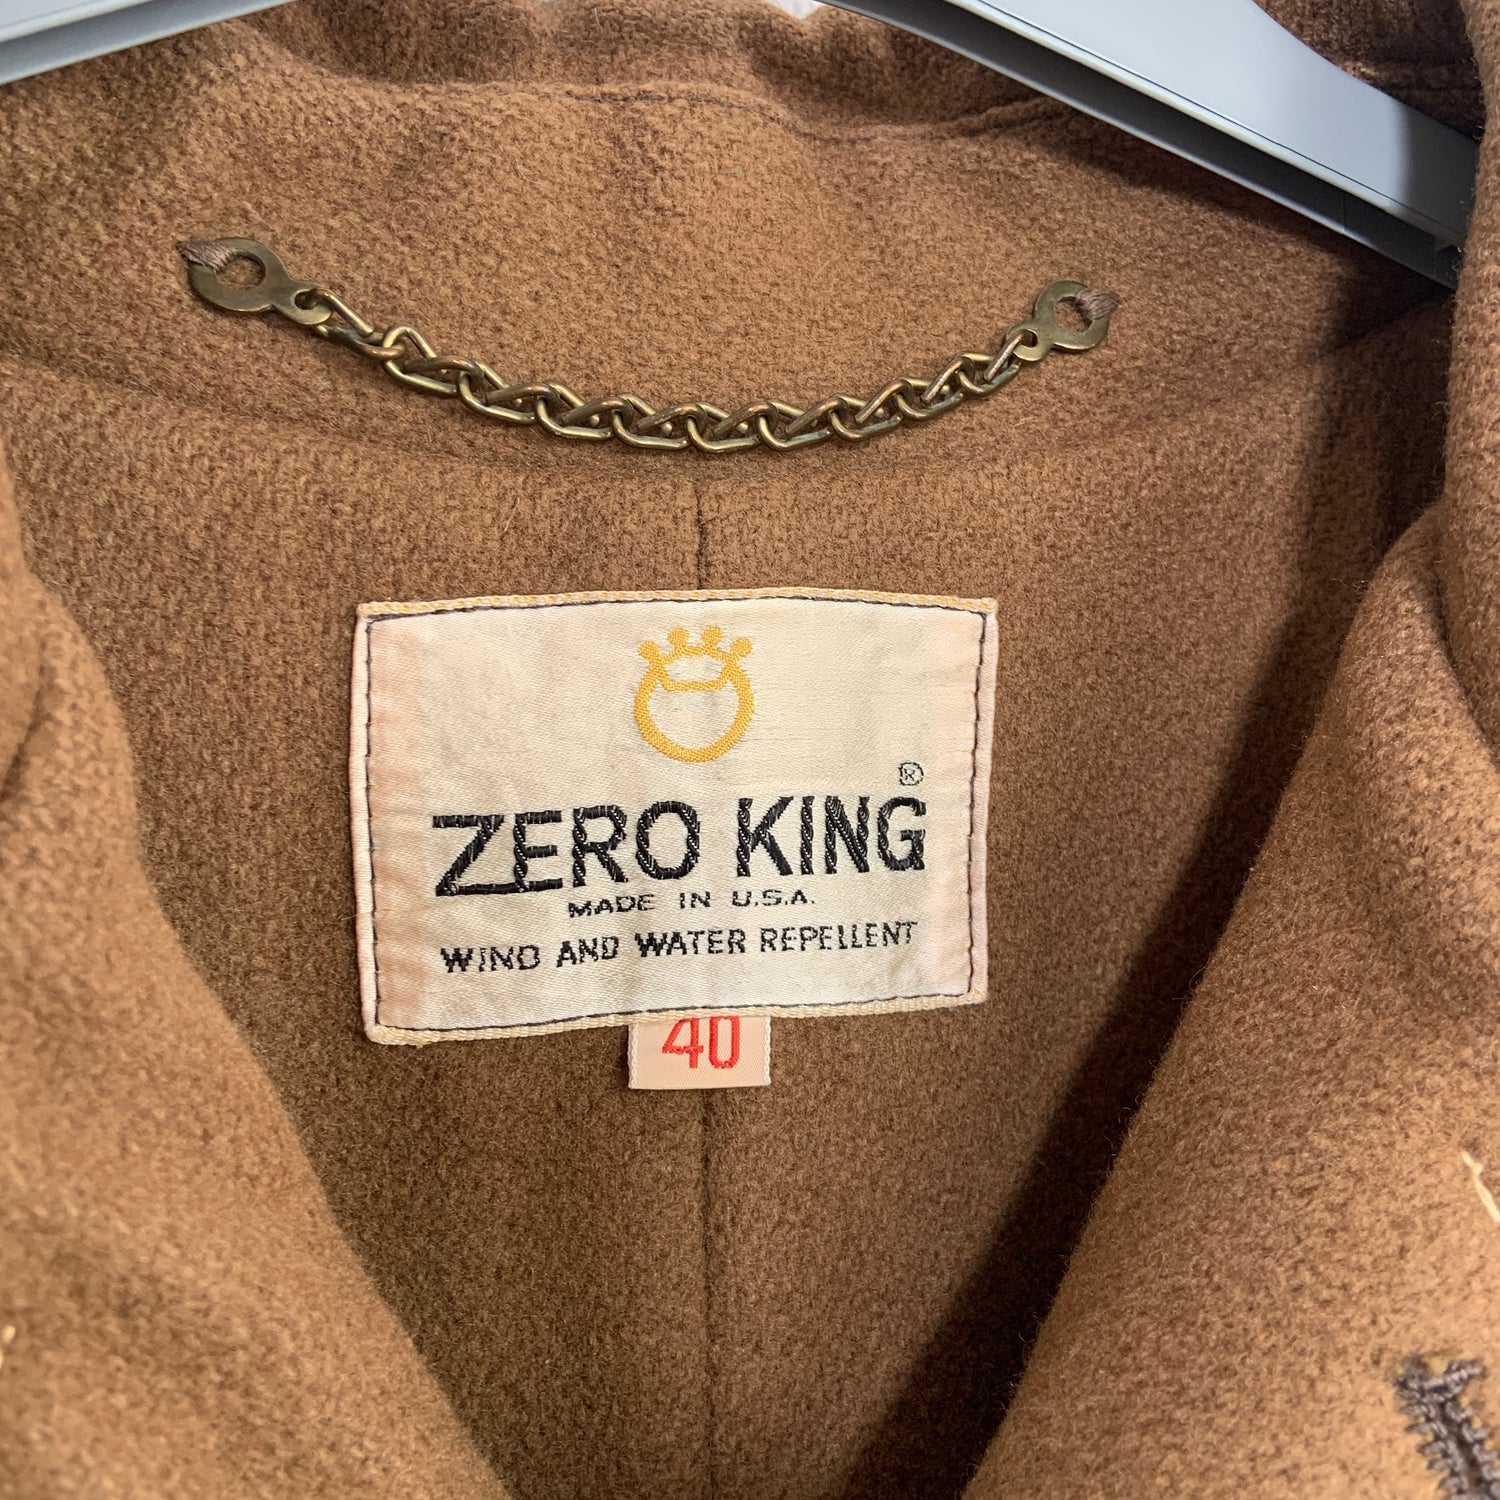 ZERO KING®
MADE IN U.S.A.
WIND AND WATER REPELLENT
40